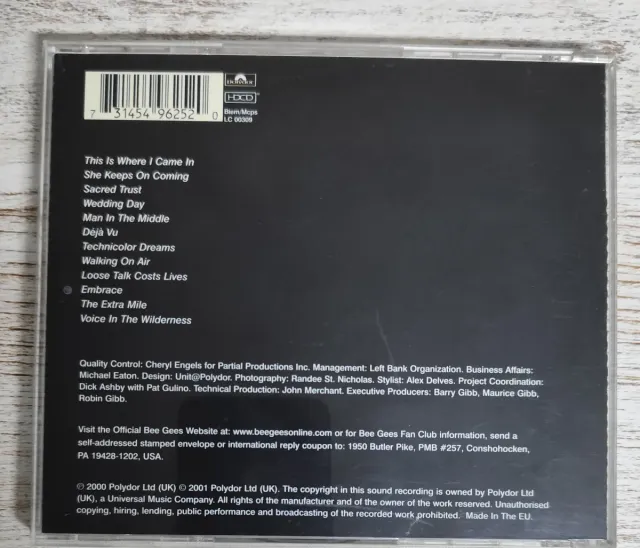 Polydor
HDCD
Biem/Mcps
LC 00309
7 31454 96252 0
This Is Where I Came In
She Keeps On Coming
Sacred Trust
Wedding Day
Man In The Middle
Déjà Vu
Technicolor Dreams
Walking On Air
Loose Talk Costs Lives
Embrace
The Extra Mile
Voice In The Wilderness
Quality Control: Cheryl Engels for Partial Productions Inc. Management: Left Bank Organization. Business Affairs:
Michael Eaton. Design: Unit@Polydor. Photography: Randee St. Nicholas. Stylist: Alex Delves. Project Coordination:
Dick Ashby with Pat Gulino. Technical Production: John Merchant. Executive Producers: Barry Gibb, Maurice Gibb,
Robin Gibb.
Visit the Official Bee Gees Website at: www.beegeesonline.com or for Bee Gees Fan Club information, send a
self-addressed stamped envelope or international reply coupon to: 1950 Butler Pike, PMB #257, Conshohocken,
PA 19428-1202, USA.
℗ 2000 Polydor Ltd (UK) © 2001 Polydor Ltd (UK). The copyright in this sound recording is owned by Polydor Ltd
(UK), a Universal Music Company. All rights of the manufacturer and of the owner of the work reserved. Unauthorised
copying, hiring, lending, public performance and broadcasting of the recorded work prohibited. Made In The EU.